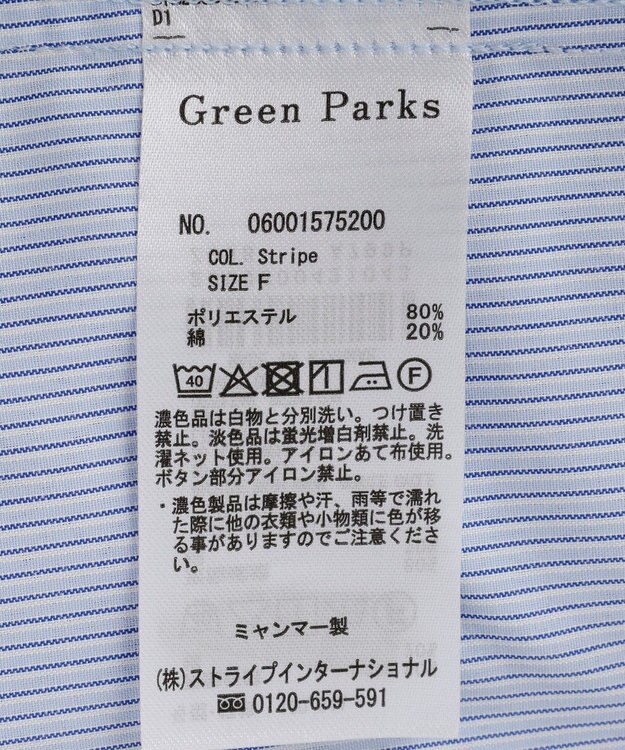 D1
Green Parks
NO. 06001575200
COL. Stripe
SIZE F
ポリエステル 80%
綿 20%
40
F
濃色品は白物と分別洗い。つけ置き
禁止。淡色品は蛍光増白剤禁止。洗
濯ネット使用。アイロンあて布使用。
ボタン部分アイロン禁止。
・濃色製品は摩擦や汗、雨等で濡れ
た際に他の衣類や小物類に色が移
る事がありますのでご注意くださ
い。
ミャンマー製
(株)ストライプインターナショナル
0120-659-591